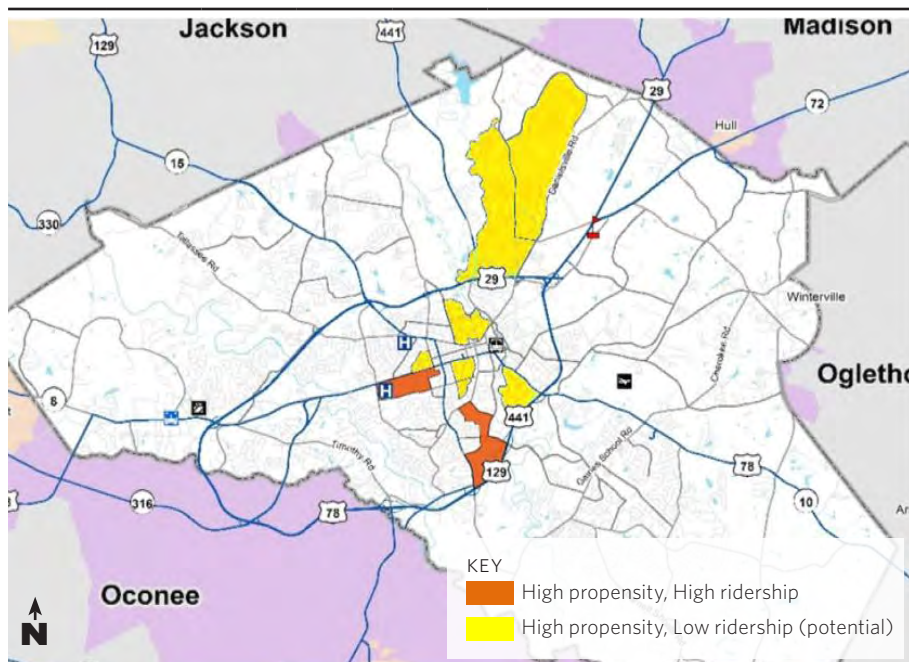 Jackson
Madison
441
129
29
72
Hull
Danielsville Rd
15
330
Tallassee Rd
29
Winterville
H
Cherokee Rd
Ogletho
H
8
441
Timothy Rd
Gaines School Rd
129
78
316
78
10
Oconee
N
KEY
High propensity, High ridership
High propensity, Low ridership (potential)